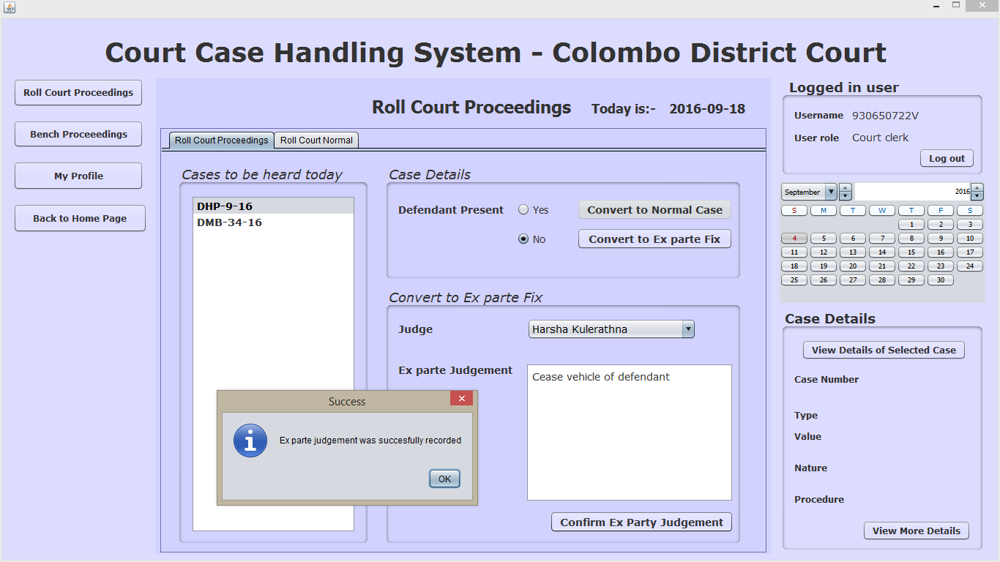 Court Case Handling System - Colombo District Court
Roll Court Proceedings
Bench Proceeedings
My Profile
Back to Home Page
Roll Court Proceedings Today is:- 2016-09-18
Roll Court Proceedings Roll Court Normal
Cases to be heard today
DHP-9-16
DMB-34-16
Case Details
Defendant Present Yes Convert to Normal Case
No Convert to Ex parte Fix
Convert to Ex parte Fix
Judge Harsha Kulerathna
Ex parte Judgement Cease vehicle of defendant
Confirm Ex Party Judgement
Success
Ex parte judgement was succesfully recorded
OK
Logged in user
Username 930650722V
User role Court clerk
Log out
September 2016
S M T W T F S
1 2 3
4 5 6 7 8 9 10
11 12 13 14 15 16 17
18 19 20 21 22 23 24
25 26 27 28 29 30
Case Details
View Details of Selected Case
Case Number
Type
Value
Nature
Procedure
View More Details